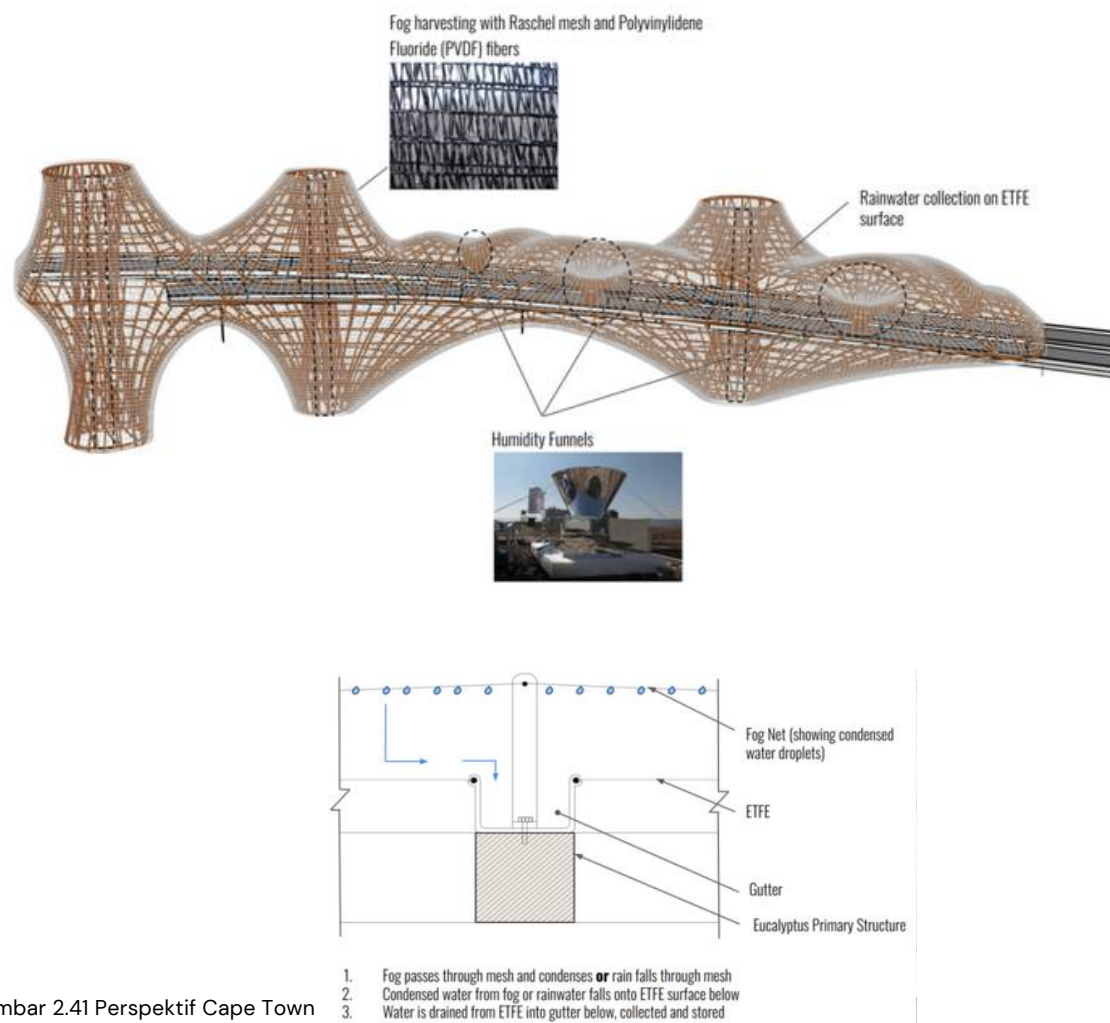 Fog harvesting with Raschel mesh and Polyvinylidene
Fluoride (PVDF) fibers
Rainwater collection on ETFE
surface
Humidity Funnels
Fog Net (showing condensed
water droplets)
ETFE
Gutter
Eucalyptus Primary Structure
1. Fog passes through mesh and condenses or rain falls through mesh
2. Condensed water from fog or rainwater falls onto ETFE surface below
3. Water is drained from ETFE into gutter below, collected and stored
mbar 2.41 Perspektif Cape Town